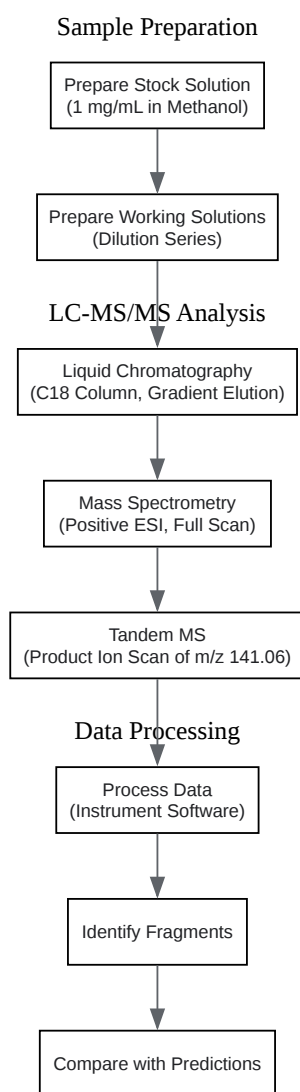 Sample Preparation
Prepare Stock Solution
(1 mg/mL in Methanol)
Prepare Working Solutions
(Dilution Series)
LC-MS/MS Analysis
Liquid Chromatography
(C18 Column, Gradient Elution)
Mass Spectrometry
(Positive ESI, Full Scan)
Tandem MS
(Product Ion Scan of m/z 141.06)
Data Processing
Process Data
(Instrument Software)
Identify Fragments
Compare with Predictions